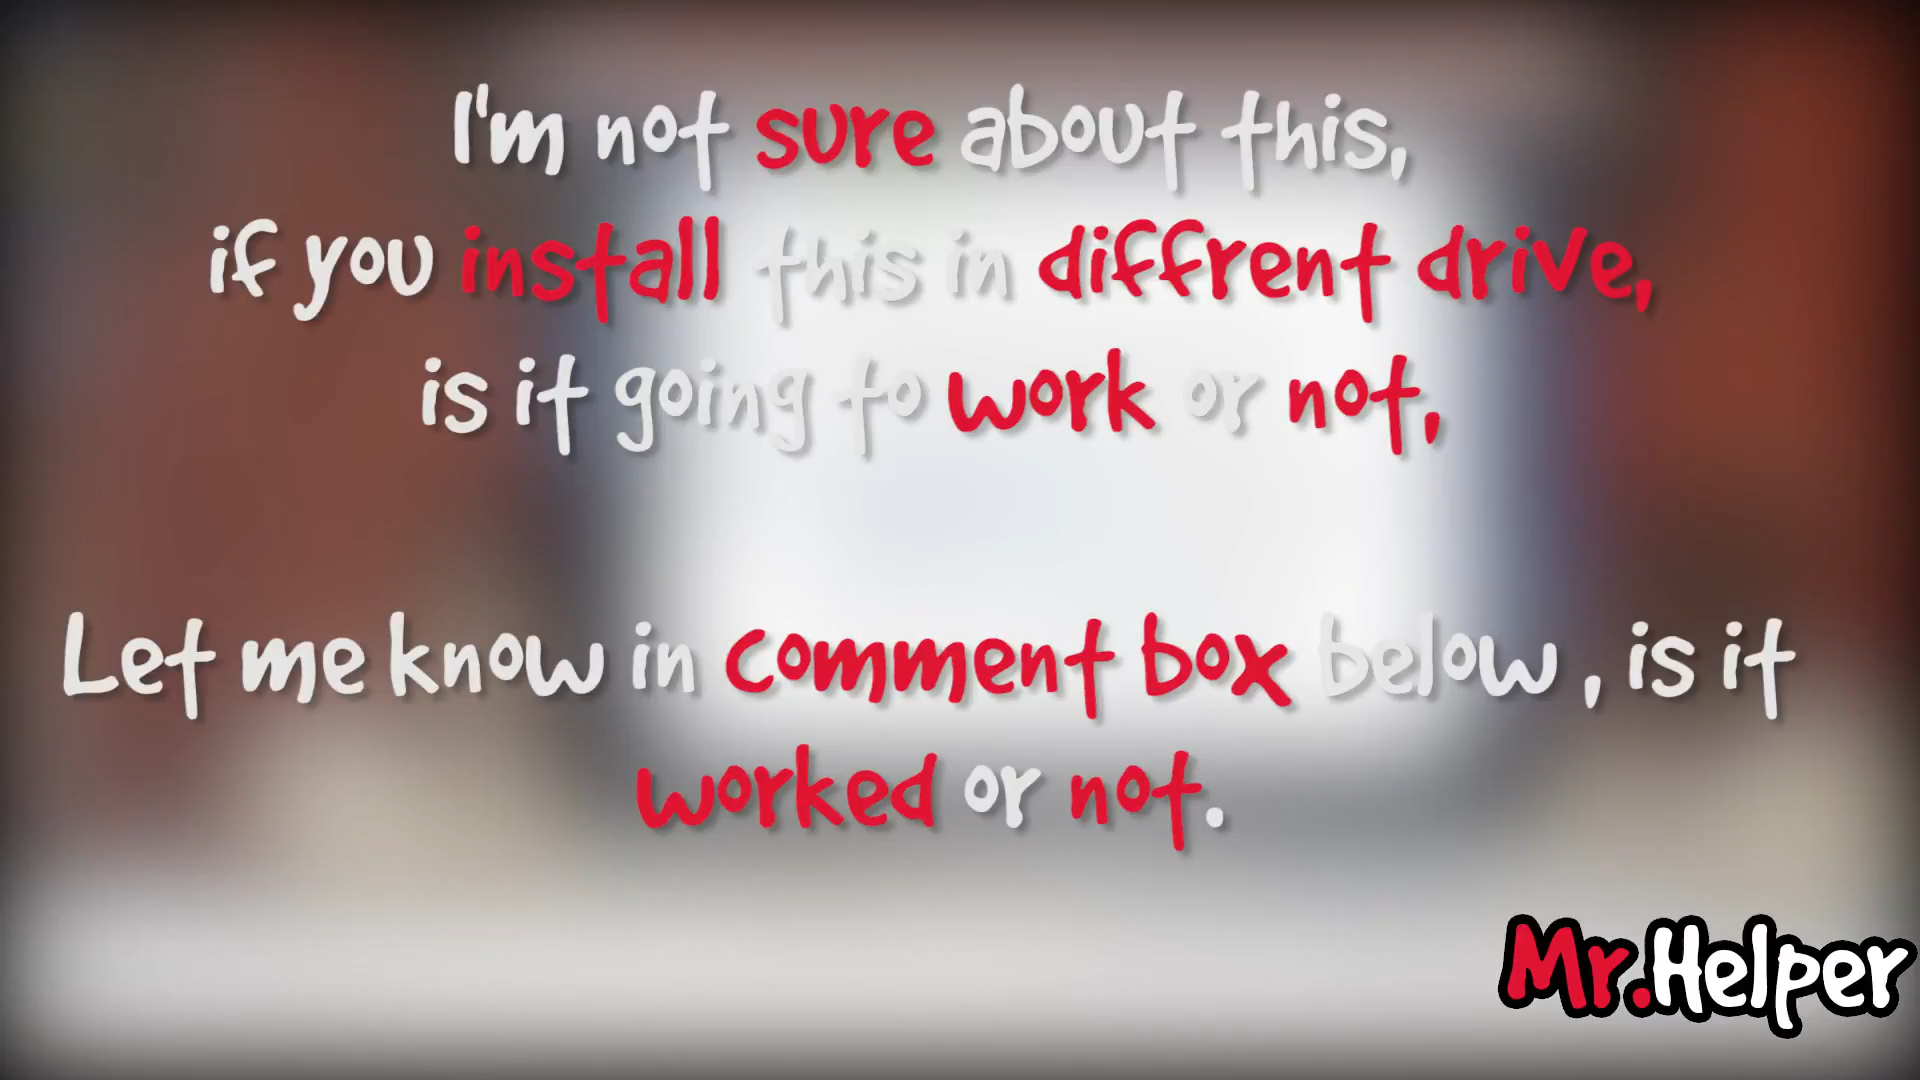 I'm not sure about this,
if you install this in diffrent drive,
is it going to work or not,
Let me know in comment box below , is it
worked or not.
Mr.Helper